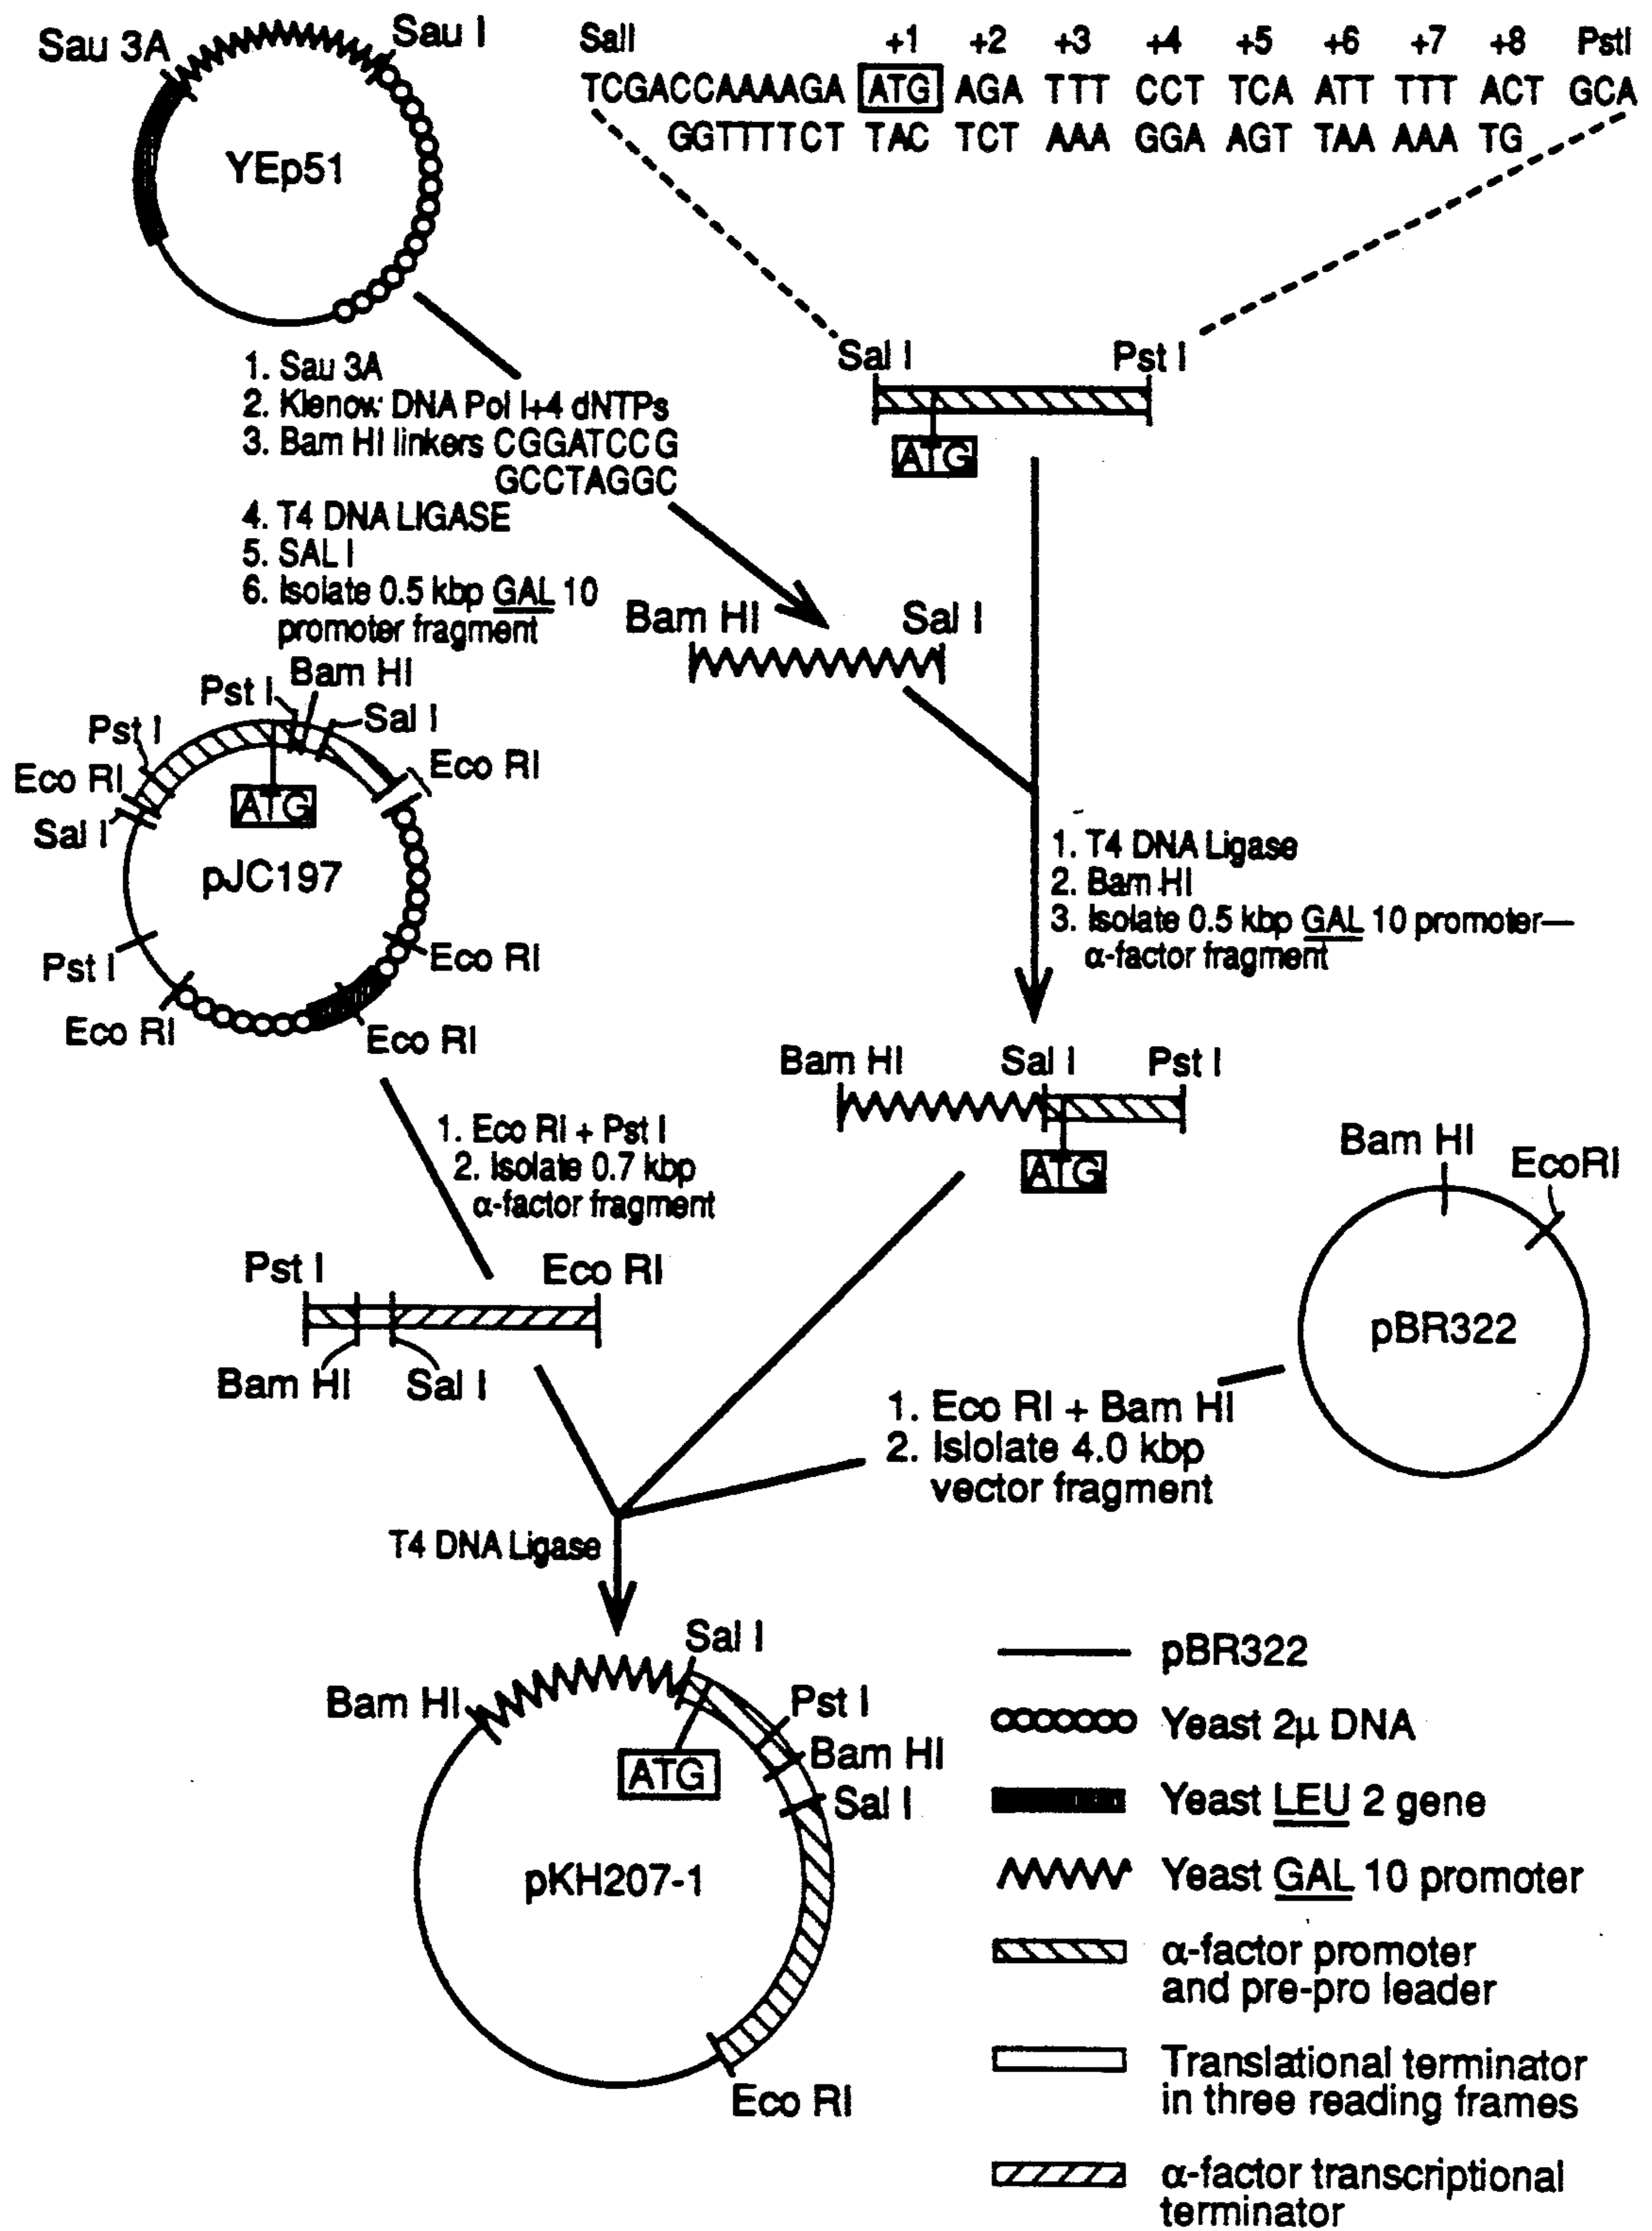 Sau 3A
Sau I
YEp51
SalI +1 +2 +3 +4 +5 +6 +7 +8 PstI
TCGACCAAAAGA ATG AGA TTT CCT TCA ATT TTT ACT GCA
GGTTTTCT TAC TCT AAA GGA AGT TAA AAA TG
Sal I
Pst I
ATG
1. Sau 3A
2. Klenow DNA Pol I+4 dNTPs
3. Bam HI linkers CGGATCCG
GCCTAGGC
4. T4 DNA LIGASE
5. SAL I
6. Isolate 0.5 kbp GAL 10
promoter fragment
Bam HI
Sal I
Pst I
Bam HI
Sal I
Pst I
Eco RI
Eco RI
Sal I
ATG
pJC197
Pst I
Eco RI
Eco RI
Eco RI
1. T4 DNA Ligase
2. Bam HI
3. Isolate 0.5 kbp GAL 10 promoter—
α-factor fragment
Bam HI
Sal I
Pst I
ATG
1. Eco RI + Pst I
2. Isolate 0.7 kbp
α-factor fragment
Bam HI
EcoRI
pBR322
Pst I
Eco RI
Bam HI
Sal I
1. Eco RI + Bam HI
2. Islolate 4.0 kbp
vector fragment
T4 DNA Ligase
Sal I
Bam HI
Pst I
ATG
Bam HI
Sal I
pKH207-1
Eco RI
pBR322
Yeast 2μ DNA
Yeast LEU 2 gene
Yeast GAL 10 promoter
α-factor promoter
and pre-pro leader
Translational terminator
in three reading frames
α-factor transcriptional
terminator